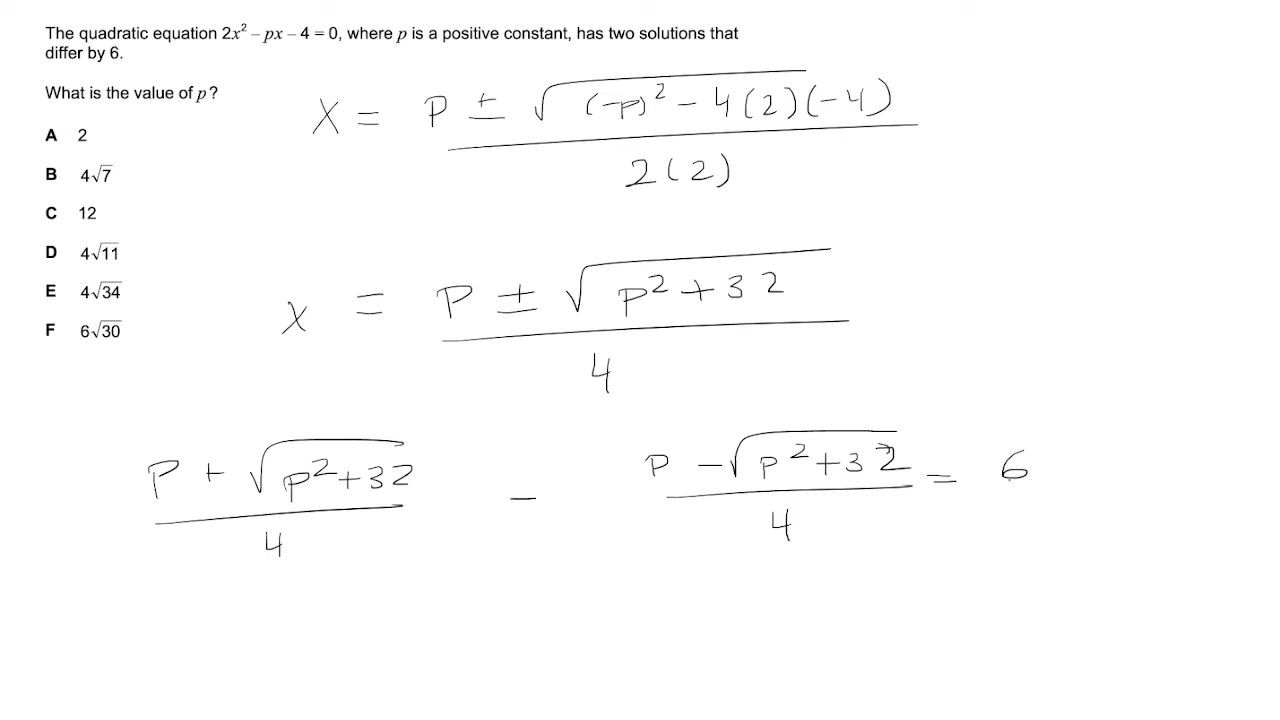 The quadratic equation 2x² – px – 4 = 0, where p is a positive constant, has two solutions that
differ by 6.
What is the value of p?
A 2
B 4√7
C 12
D 4√11
E 4√34
F 6√30
x = p ± √(-p)² - 4(2)(-4)
2(2)
x = p ± √p² + 32
4
p + √p² + 32 - p - √p² + 32 = 6
4 4